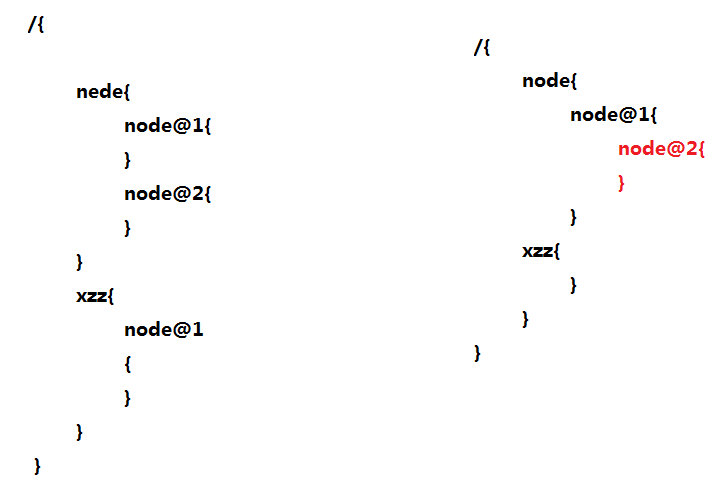 /{
nede{
node@1{
}
node@2{
}
}
xzz{
node@1
{
}
}
}
/{
node{
node@1{
node@2{
}
}
xzz{
}
}
}